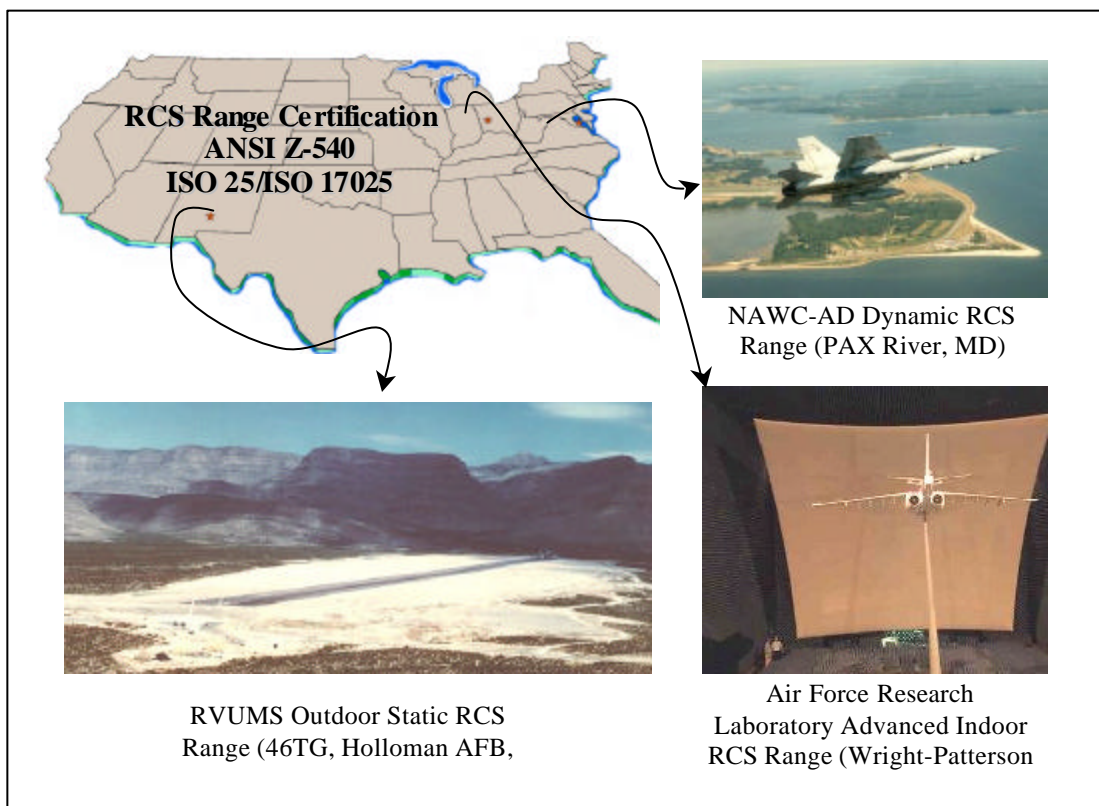 RCS Range Certification
ANSI Z-540
ISO 25/ISO 17025
NAWC-AD Dynamic RCS
Range (PAX River, MD)
RVUMS Outdoor Static RCS
Range (46TG, Holloman AFB,
Air Force Research
Laboratory Advanced Indoor
RCS Range (Wright-Patterson